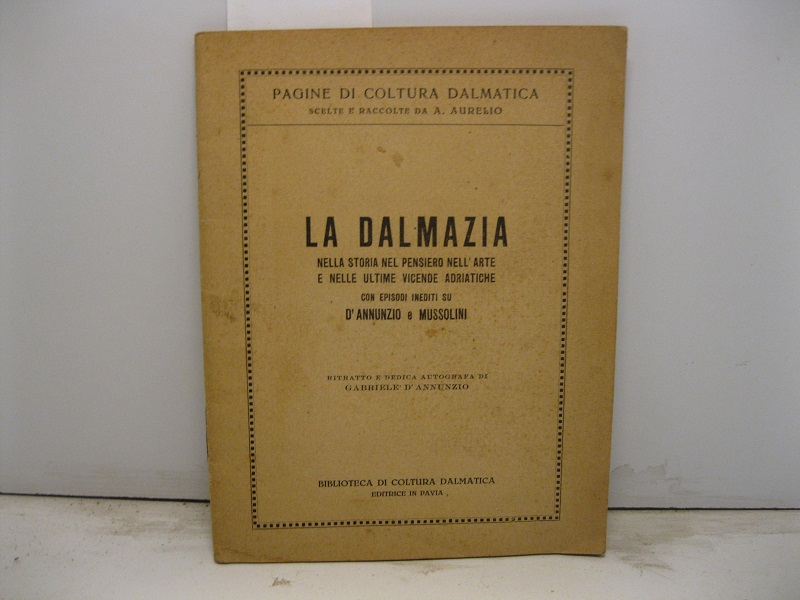 PAGINE DI COLTURA DALMATICA
SCELTE E RACCOLTE DA A. AURELIO
LA DALMAZIA
NELLA STORIA NEL PENSIERO NELL'ARTE
E NELLE ULTIME VICENDE ADRIATICHE
CON EPISODI INEDITI SU
D'ANNUNZIO e MUSSOLINI
RITRATTO E DEDICA AUTOGRAFA DI
GABRIELE D'ANNUNZIO
BIBLIOTECA DI COLTURA DALMATICA
EDITRICE IN PAVIA